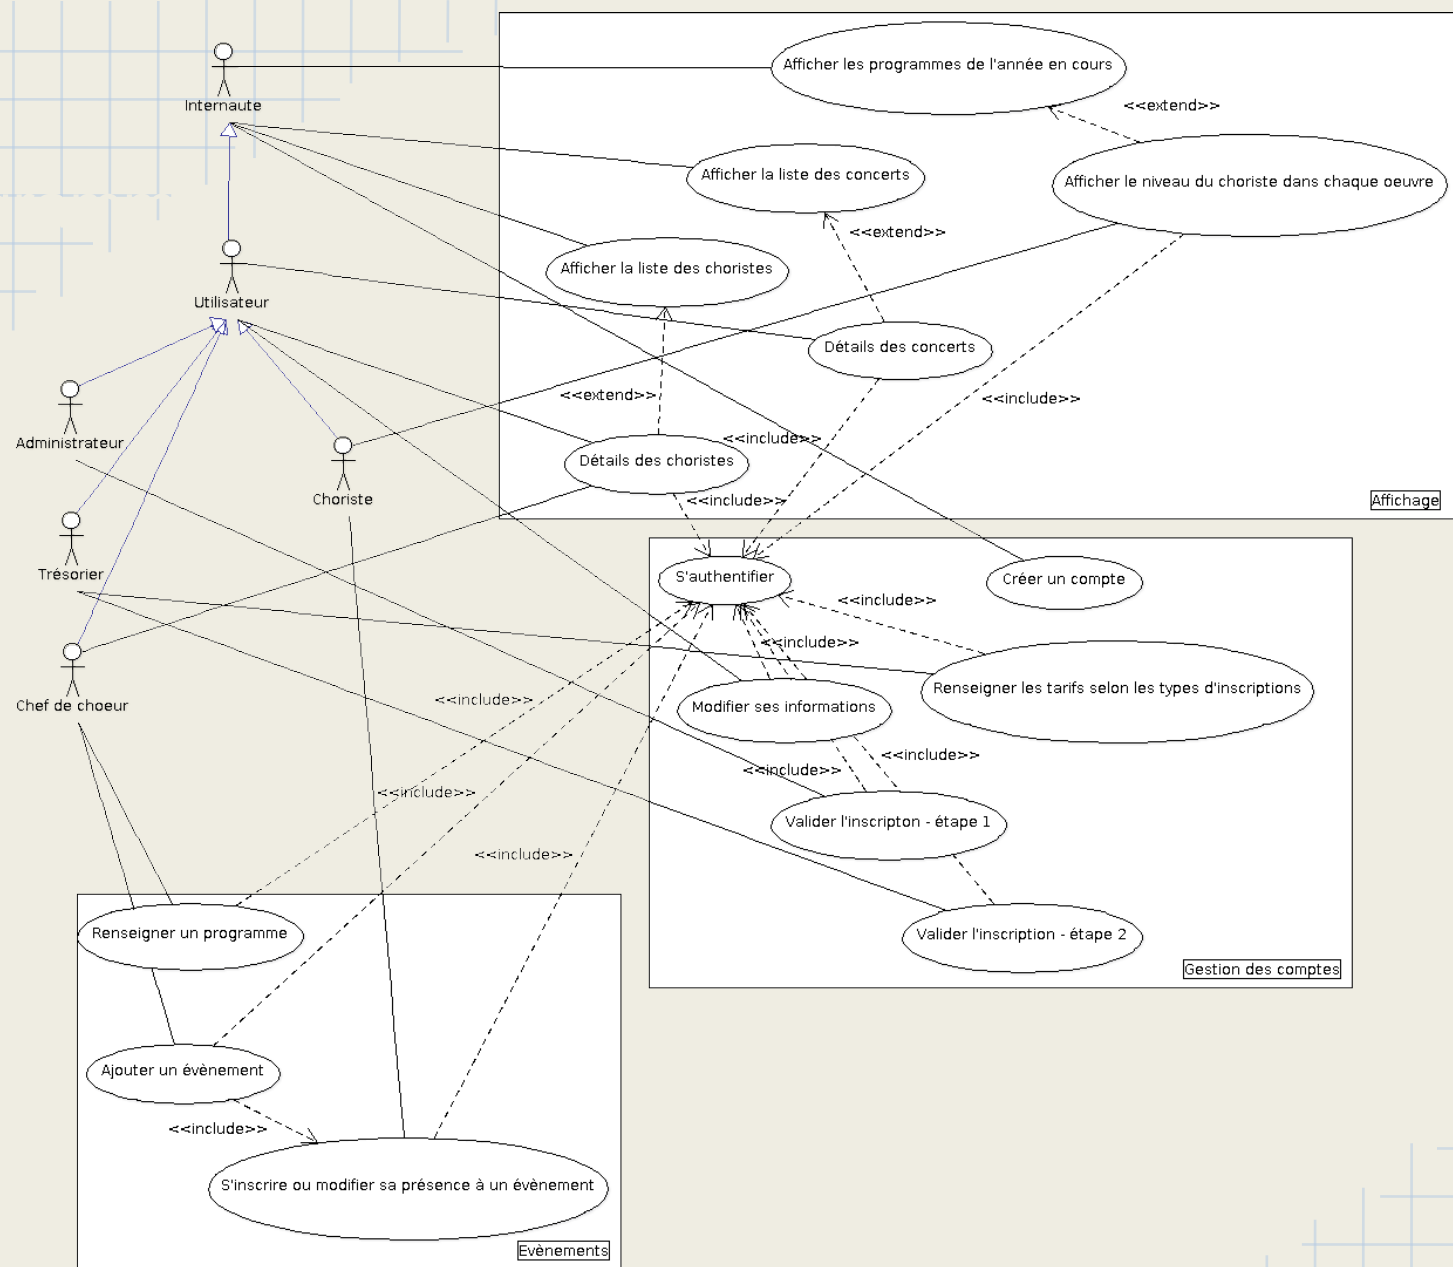 Internaute
Afficher les programmes de l'année en cours
<<extend>>
Afficher la liste des concerts
Afficher le niveau du choriste dans chaque oeuvre
<<extend>>
Afficher la liste des choristes
Utilisateur
Détails des concerts
<<extend>>
<<include>>
Administrateur
<<include>>
Détails des choristes
Choriste
<<include>>
Affichage
Trésorier
S'authentifier
Créer un compte
<<include>>
<<include>>
Renseigner les tarifs selon les types d'inscriptions
Chef de choeur
<<include>>
Modifier ses informations
<<include>>
<<include>>
<<include>>
Valider l'inscripton - étape 1
<<include>>
Renseigner un programme
Valider l'inscription - étape 2
Gestion des comptes
Ajouter un évènement
<<include>>
S'inscrire ou modifier sa présence à un évènement
Evènements